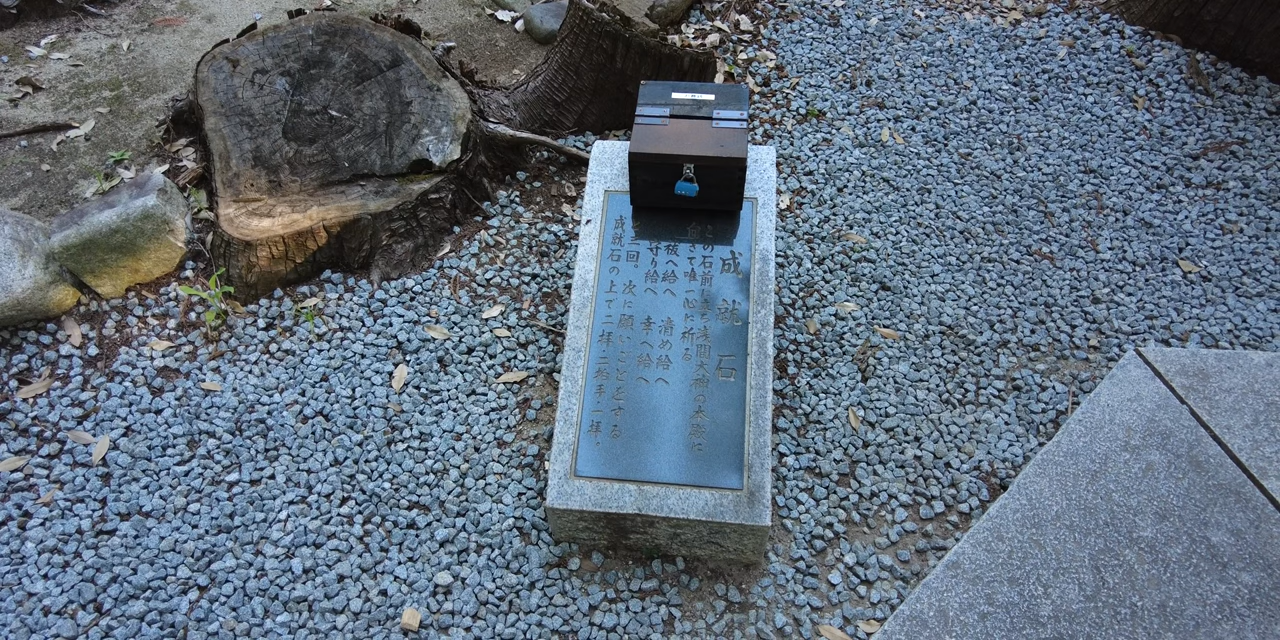 成就石
この石前に立ち浅間大神の本殿に
向きて唯一心に祈る
祓へ給へ 清め給へ
守り給へ 幸へ給へ
三回。次に願いごとをする
成就石の上で二拝、二拍手、一拝。